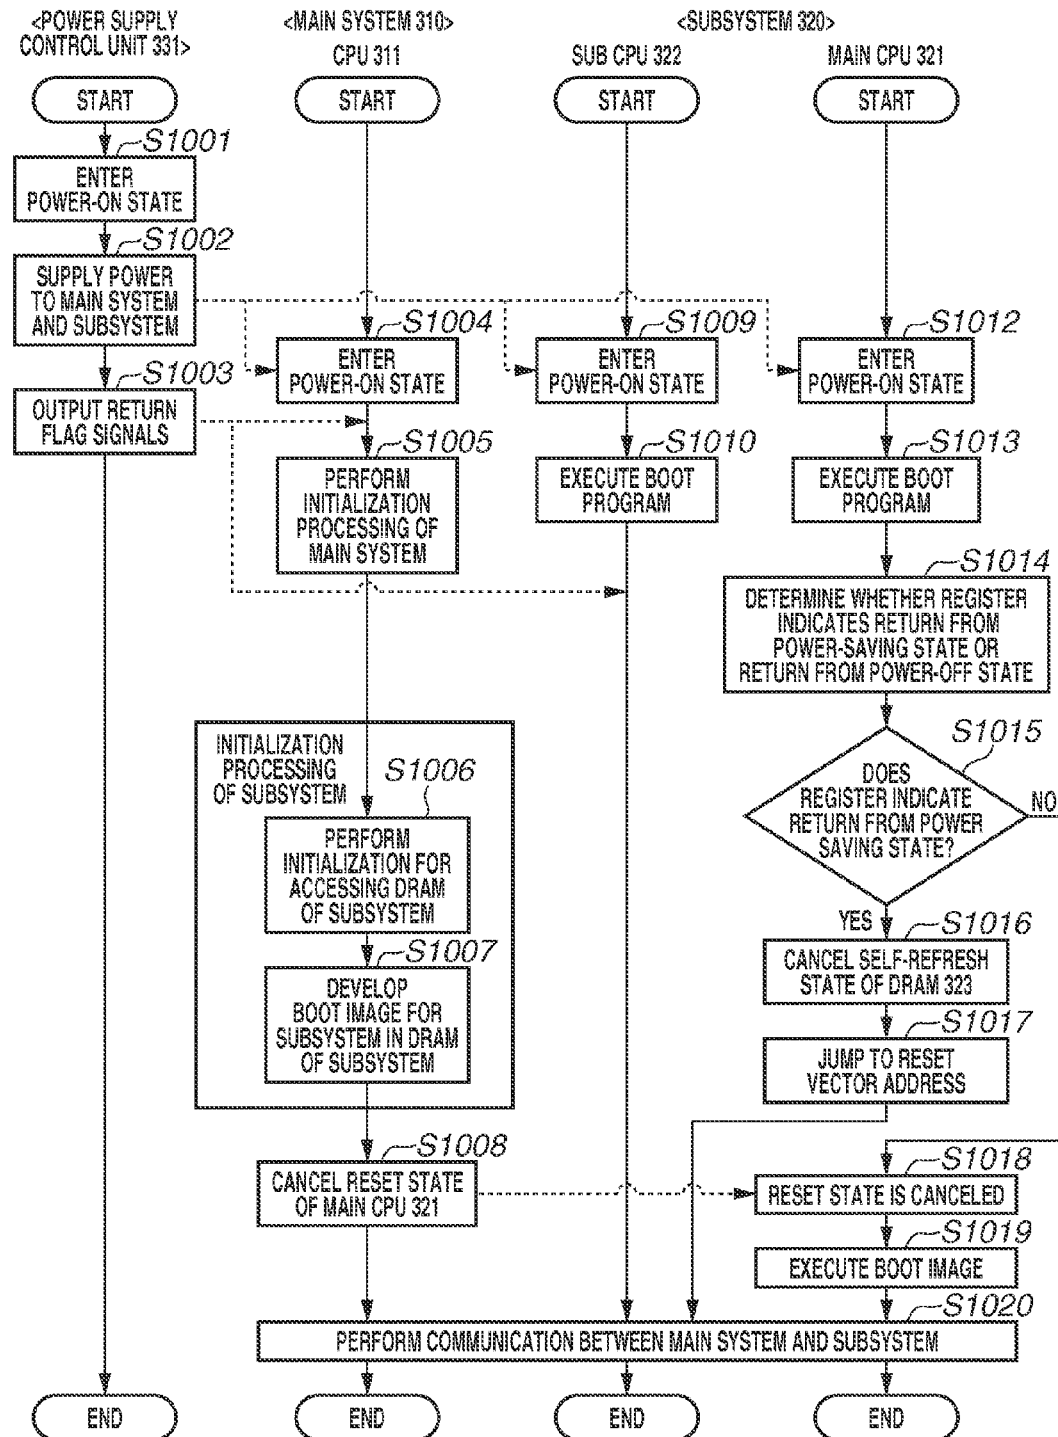 <POWER SUPPLY
CONTROL UNIT 331>
START
S1001
ENTER
POWER-ON STATE
S1002
SUPPLY POWER
TO MAIN SYSTEM
AND SUBSYSTEM
S1003
OUTPUT RETURN
FLAG SIGNALS
END
<MAIN SYSTEM 310>
CPU 311
START
S1004
ENTER
POWER-ON STATE
S1005
PERFORM
INITIALIZATION
PROCESSING OF
MAIN SYSTEM
INITIALIZATION
PROCESSING
OF SUBSYSTEM
S1006
PERFORM
INITIALIZATION FOR
ACCESSING DRAM
OF SUBSYSTEM
S1007
DEVELOP
BOOT IMAGE FOR
SUBSYSTEM IN DRAM
OF SUBSYSTEM
S1008
CANCEL RESET STATE
OF MAIN CPU 321
<SUBSYSTEM 320>
SUB CPU 322
START
S1009
ENTER
POWER-ON STATE
S1010
EXECUTE BOOT
PROGRAM
MAIN CPU 321
START
S1012
ENTER
POWER-ON STATE
S1013
EXECUTE BOOT
PROGRAM
S1014
DETERMINE WHETHER REGISTER
INDICATES RETURN FROM
POWER-SAVING STATE OR
RETURN FROM POWER-OFF STATE
S1015
DOES
REGISTER INDICATE
RETURN FROM POWER
SAVING STATE?
NO
YES
S1016
CANCEL SELF-REFRESH
STATE OF DRAM 323
S1017
JUMP TO RESET
VECTOR ADDRESS
S1018
RESET STATE IS CANCELED
S1019
EXECUTE BOOT IMAGE
S1020
PERFORM COMMUNICATION BETWEEN MAIN SYSTEM AND SUBSYSTEM
END
END
END